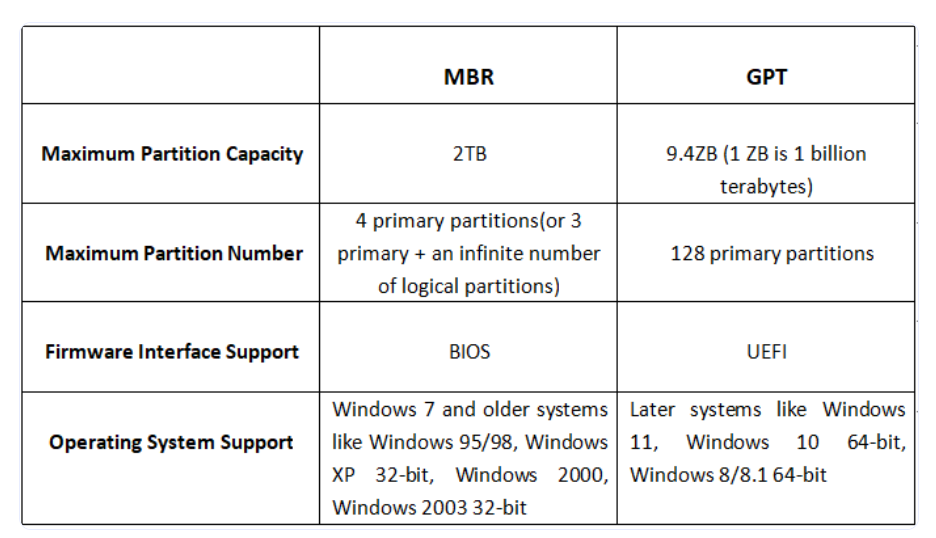 MBR
GPT
Maximum Partition Capacity
2TB
9.4ZB (1 ZB is 1 billion
terabytes)
Maximum Partition Number
4 primary partitions(or 3
primary + an infinite number
of logical partitions)
128 primary partitions
Firmware Interface Support
BIOS
UEFI
Operating System Support
Windows 7 and older systems
like Windows 95/98, Windows
XP 32-bit, Windows 2000,
Windows 2003 32-bit
Later systems like Windows
11, Windows 10 64-bit,
Windows 8/8.1 64-bit